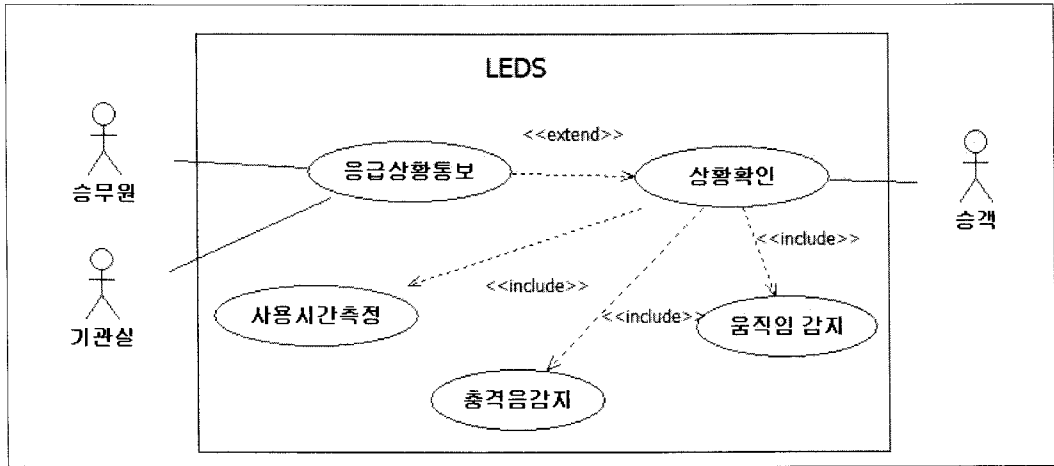 LEDS
<<extend>>
응급상황통보
상황확인
승무원
승객
<<include>>
<<include>>
사용시간측정
<<include>>
움직임 감지
기관실
충격음감지